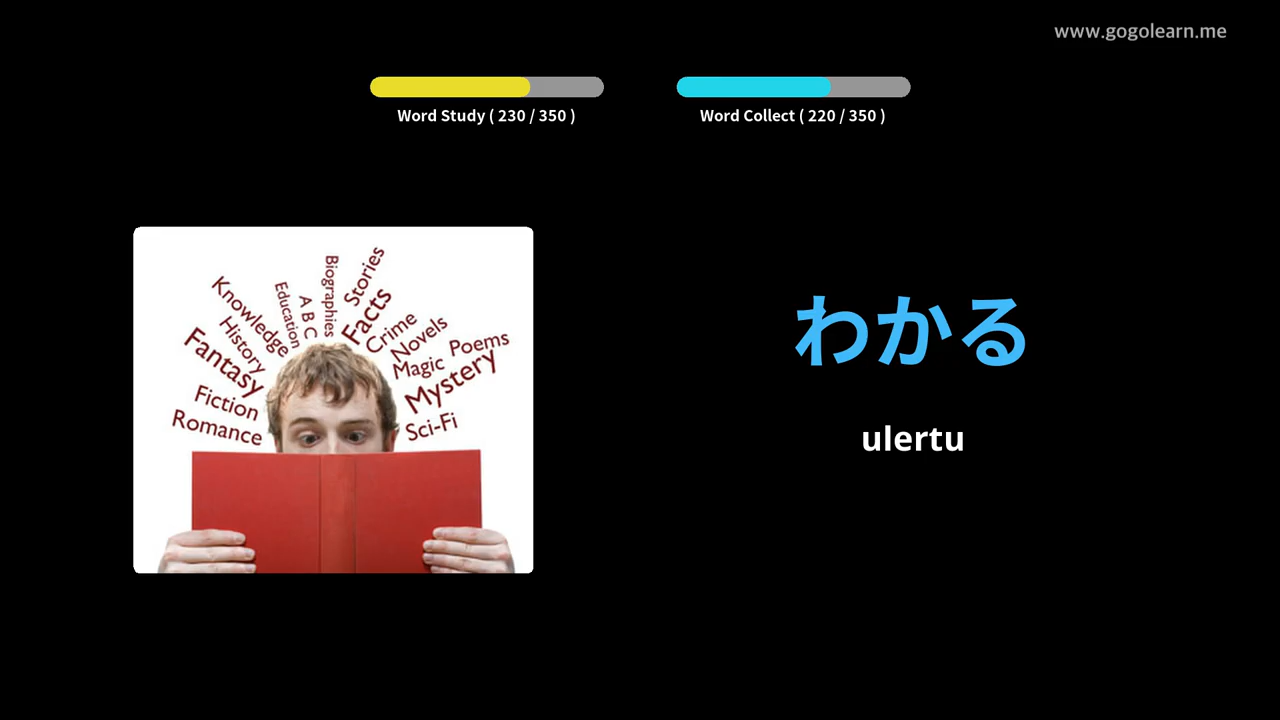 www.gogolearn.me
Word Study ( 230 / 350 )
Word Collect ( 220 / 350 )
Biographies
Stories
Education
A B C
Facts
Knowledge
Crime
History
Novels
Fantasy
Magic
Poems
Mystery
Fiction
Romance
Sci-Fi
わかる
ulertu